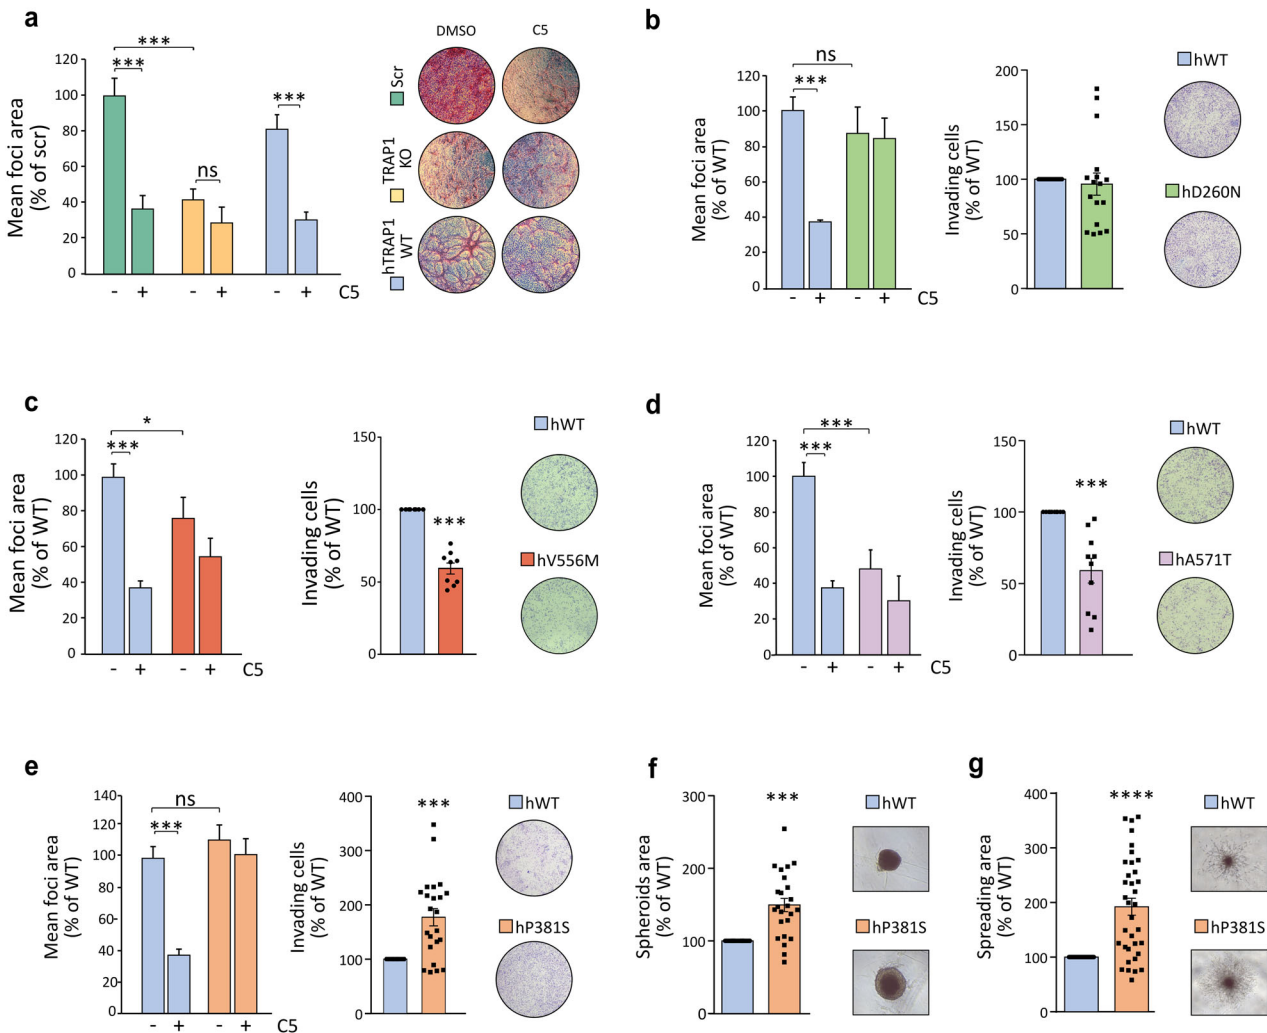 a
Mean foci area
(% of scr)
120
100
80
60
40
20
0
***
***
ns
***
- + - + - + C5
DMSO C5
Scr
TRAP1
KO
hTRAP1
WT
b
Mean foci area
(% of WT)
120
100
80
60
40
20
0
ns
***
- + - + C5
Invading cells
(% of WT)
200
150
100
50
0
hWT
hD260N
c
Mean foci area
(% of WT)
120
100
80
60
40
20
0
*
***
- + - + C5
Invading cells
(% of WT)
150
100
50
0
***
hWT
hV556M
d
Mean foci area
(% of WT)
120
100
80
60
40
20
0
***
***
- + - + C5
Invading cells
(% of WT)
150
100
50
0
***
hWT
hA571T
e
Mean foci area
(% of WT)
140
120
100
80
60
40
20
0
ns
***
- + - + C5
Invading cells
(% of WT)
400
300
200
100
0
***
hWT
hP381S
f
Spheroids area
(% of WT)
300
200
100
0
***
hWT
hP381S
g
Spreading area
(% of WT)
400
300
200
100
0
****
hWT
hP381S